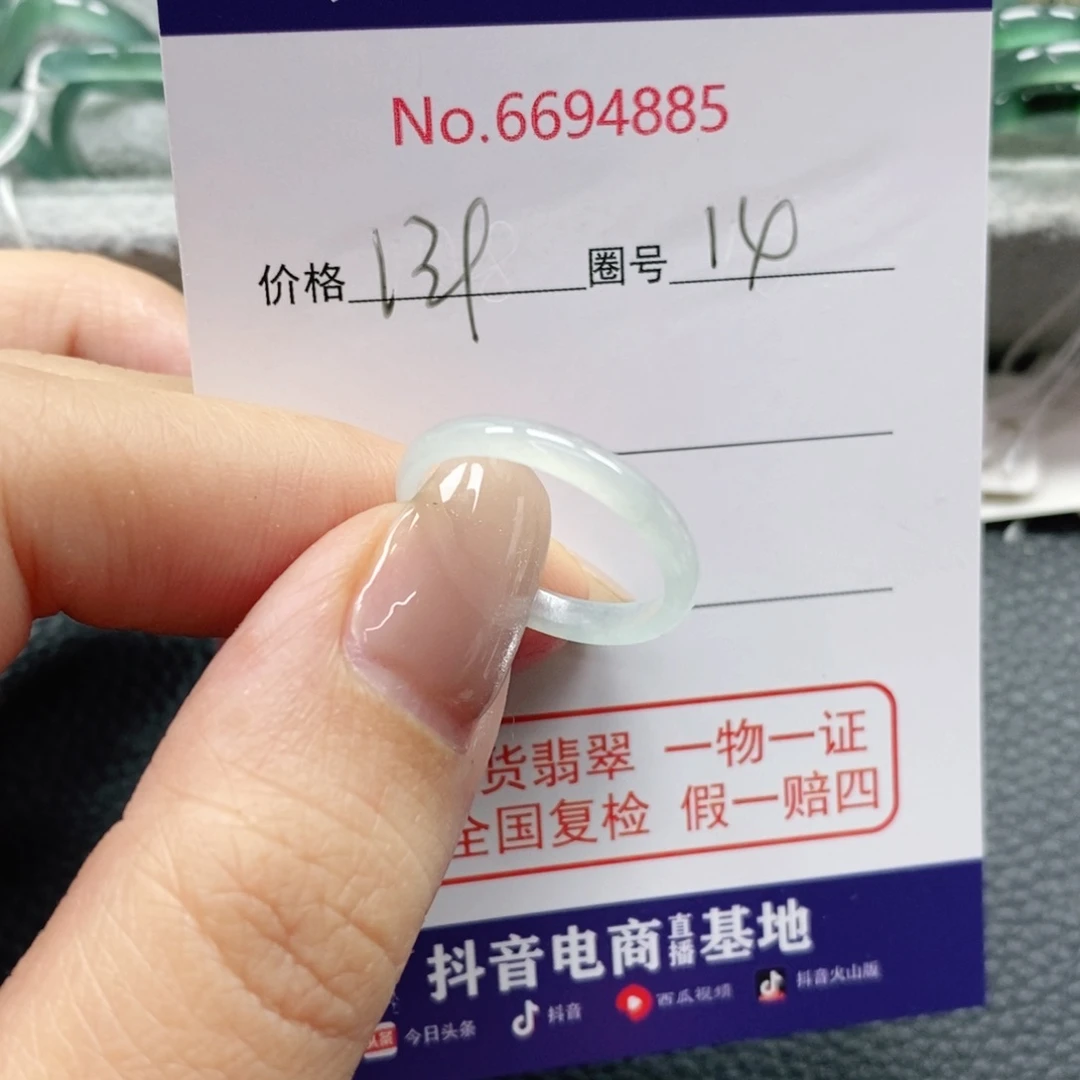 No.6694885
价格 139 圈号 14
货翡翠 一物一证
全国复检 假一赔四
抖音电商直播基地
今日头条 抖音 西瓜视频 抖音火山版